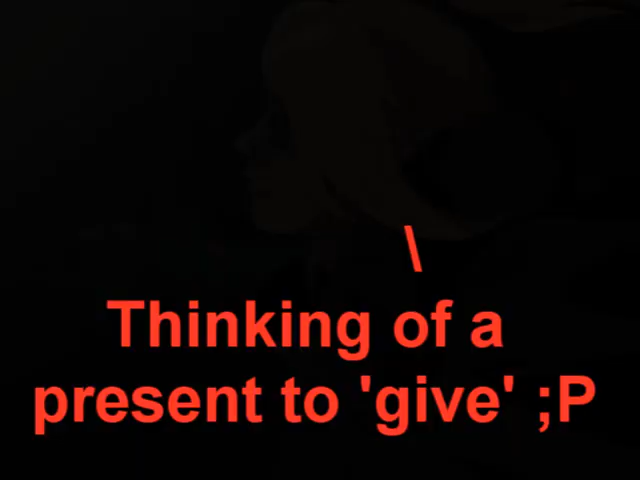 \
Thinking of a
present to 'give' ;P